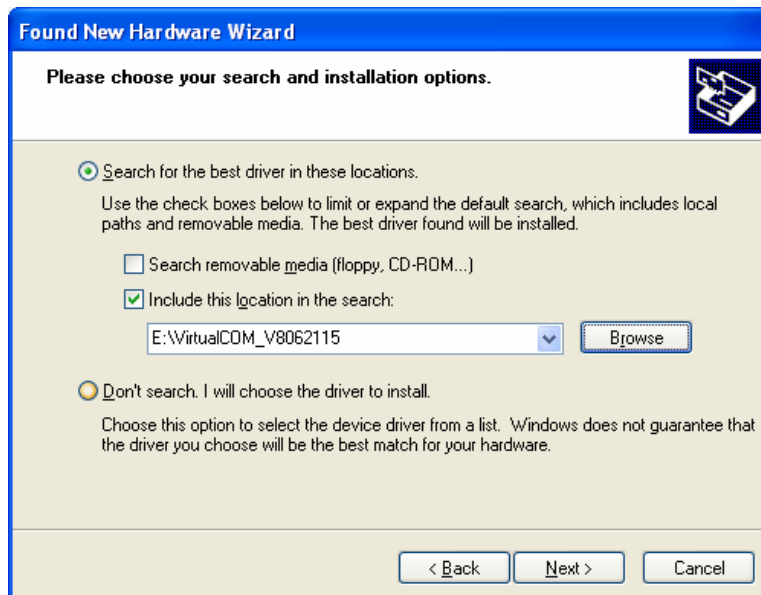 Found New Hardware Wizard
Please choose your search and installation options.
Search for the best driver in these locations.
Use the check boxes below to limit or expand the default search, which includes local
paths and removable media. The best driver found will be installed.
Search removable media (floppy, CD-ROM...)
Include this location in the search:
E:\VirtualCOM_V8062115
Browse
Don't search. I will choose the driver to install.
Choose this option to select the device driver from a list.  Windows does not guarantee that
the driver you choose will be the best match for your hardware.
< Back
Next >
Cancel